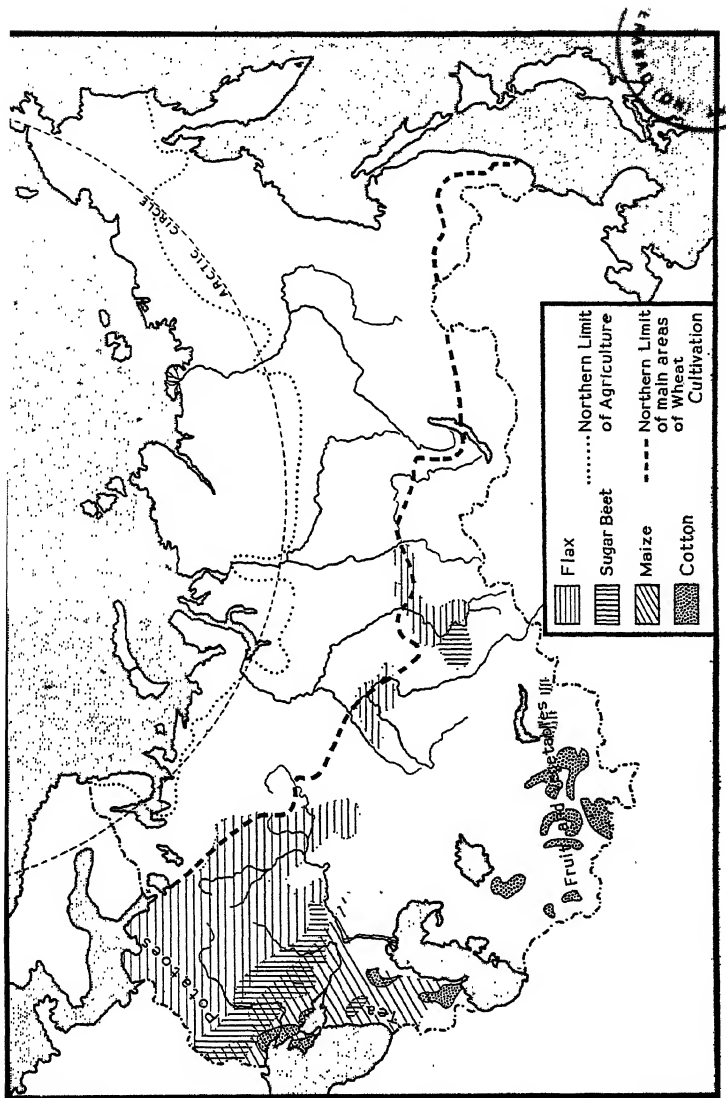 ARCTIC CIRCLE
Potatoes
Tea
Fruit and Vegetables
Flax
Sugar Beet
Maize
Cotton
Northern Limit
of Agriculture
Northern Limit
of main areas
of Wheat
Cultivation